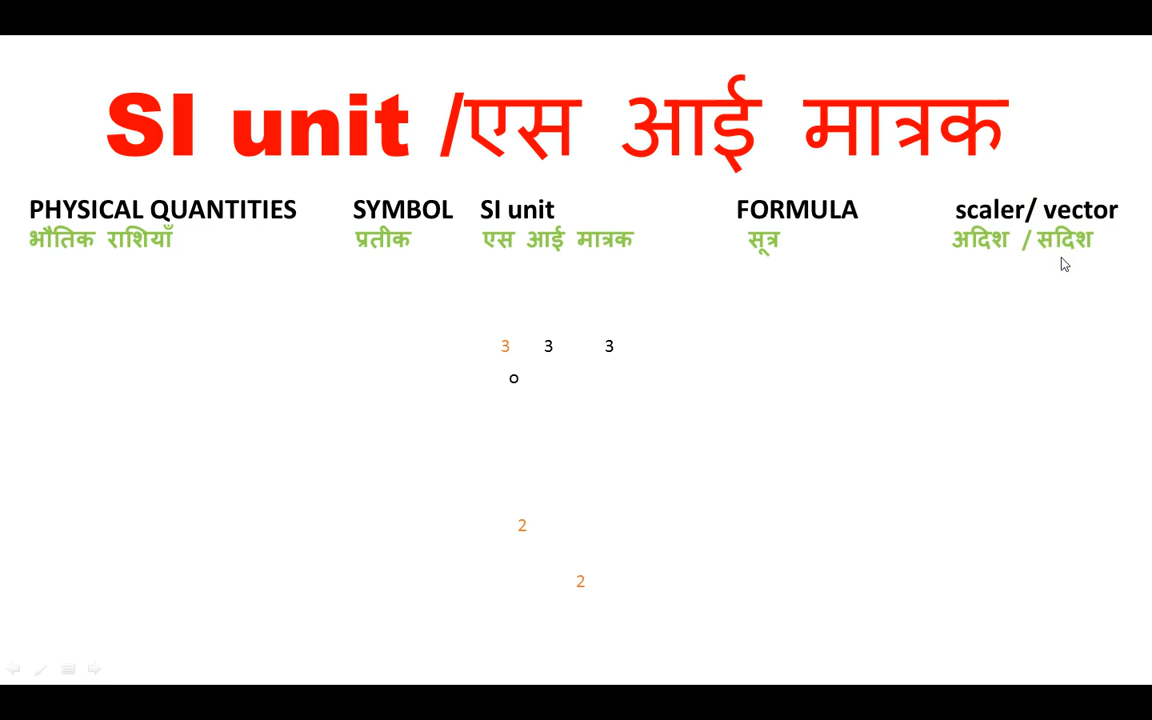 SI unit /एस आई मात्रक
PHYSICAL QUANTITIES SYMBOL SI unit FORMULA scaler/ vector
भौतिक राशियाँ प्रतीक एस आई मात्रक सूत्र अदिश / सदिश
3 3 3
o
2
2